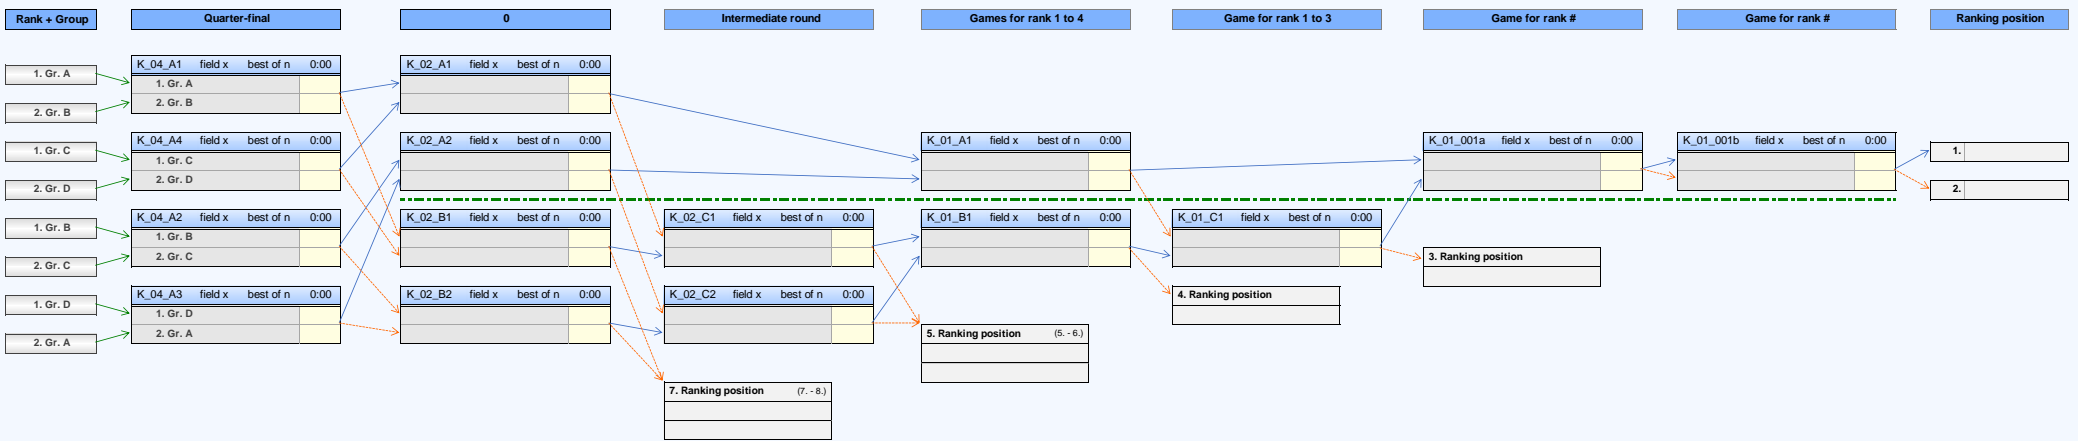 Rank + Group
Quarter-final
0
Intermediate round
Games for rank 1 to 4
Game for rank 1 to 3
Game for rank #
Game for rank #
Ranking position
1. Gr. A
2. Gr. B
1. Gr. C
2. Gr. D
1. Gr. B
2. Gr. C
1. Gr. D
2. Gr. A
K_04_A1 field x best of n 0:00
1. Gr. A
2. Gr. B
K_04_A4 field x best of n 0:00
1. Gr. C
2. Gr. D
K_04_A2 field x best of n 0:00
1. Gr. B
2. Gr. C
K_04_A3 field x best of n 0:00
1. Gr. D
2. Gr. A
K_02_A1 field x best of n 0:00
K_02_A2 field x best of n 0:00
K_02_B1 field x best of n 0:00
K_02_B2 field x best of n 0:00
K_02_C1 field x best of n 0:00
K_02_C2 field x best of n 0:00
7. Ranking position (7. - 8.)
K_01_A1 field x best of n 0:00
K_01_B1 field x best of n 0:00
5. Ranking position (5. - 6.)
K_01_C1 field x best of n 0:00
4. Ranking position
K_01_001a field x best of n 0:00
3. Ranking position
K_01_001b field x best of n 0:00
1.
2.